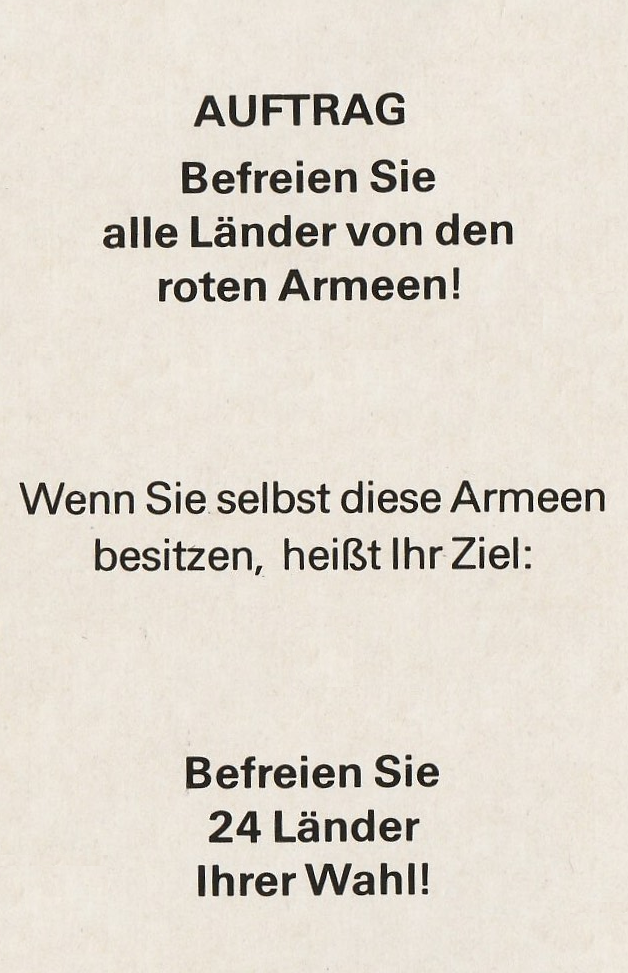 AUFTRAG
Befreien Sie
alle Länder von den
roten Armeen!
Wenn Sie selbst diese Armeen
besitzen, heißt Ihr Ziel:
Befreien Sie
24 Länder
Ihrer Wahl!